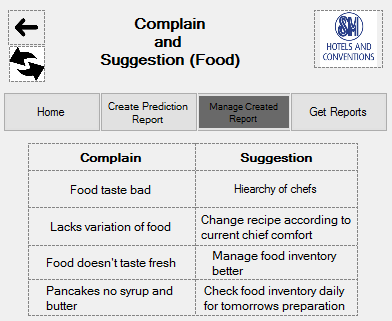 Complain
and
Suggestion (Food)
SM
HOTELS AND
CONVENTIONS
Home
Create Prediction
Report
Manage Created
Report
Get Reports
Complain
Suggestion
Food taste bad
Hiearchy of chefs
Lacks variation of food
Change recipe according to
current chief comfort
Food doesn't taste fresh
Manage food inventory
better
Pancakes no syrup and
butter
Check food inventory daily
for tomorrows preparation